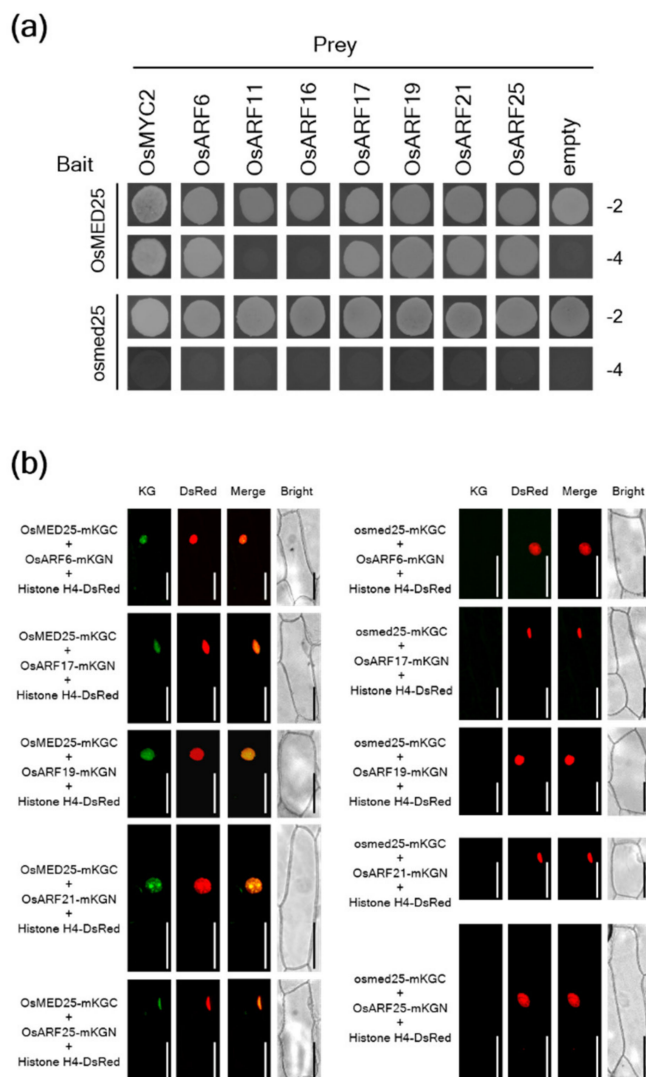 (a)
Prey
Bait
OsMYC2
OsARF6
OsARF11
OsARF16
OsARF17
OsARF19
OsARF21
OsARF25
empty
OsMED25
-2
-4
osmed25
-2
-4
(b)
KG DsRed Merge Bright
OsMED25-mKGC
+
OsARF6-mKGN
+
Histone H4-DsRed
OsMED25-mKGC
+
OsARF17-mKGN
+
Histone H4-DsRed
OsMED25-mKGC
+
OsARF19-mKGN
+
Histone H4-DsRed
OsMED25-mKGC
+
OsARF21-mKGN
+
Histone H4-DsRed
OsMED25-mKGC
+
OsARF25-mKGN
+
Histone H4-DsRed
KG DsRed Merge Bright
osmed25-mKGC
+
OsARF6-mKGN
+
Histone H4-DsRed
osmed25-mKGC
+
OsARF17-mKGN
+
Histone H4-DsRed
osmed25-mKGC
+
OsARF19-mKGN
+
Histone H4-DsRed
osmed25-mKGC
+
OsARF21-mKGN
+
Histone H4-DsRed
osmed25-mKGC
+
OsARF25-mKGN
+
Histone H4-DsRed